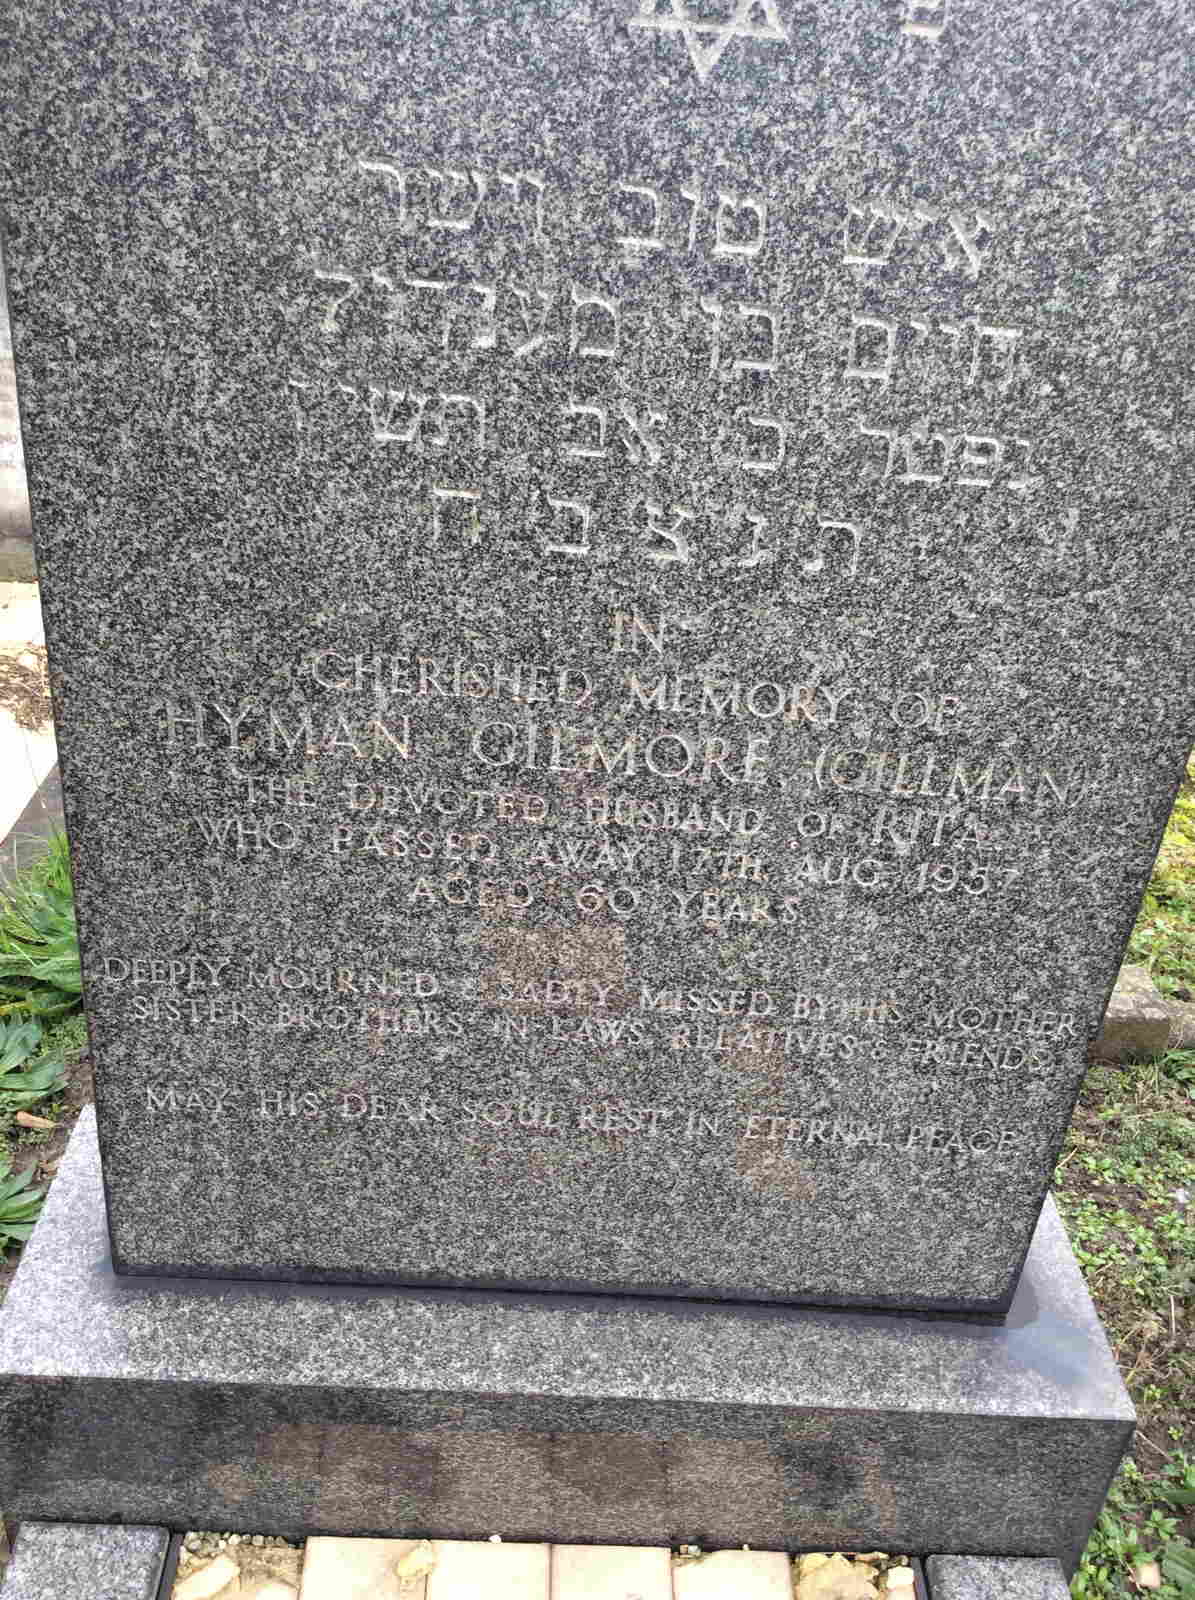 פ
איש טוב וישר
חיים בן מענדיל
נפטר כ אב תשיז
ת נ צ ב ה
IN
CHERISHED MEMORY OF
HYMAN GILMORE (GILLMAN)
THE DEVOTED HUSBAND OF RITA
WHO PASSED AWAY 17TH AUG. 1957
AGED 60 YEARS
DEEPLY MOURNED & SADLY MISSED BY HIS MOTHER
SISTER, BROTHERS IN LAWS RELATIVES & FRIENDS.
MAY HIS DEAR SOUL REST IN ETERNAL PEACE